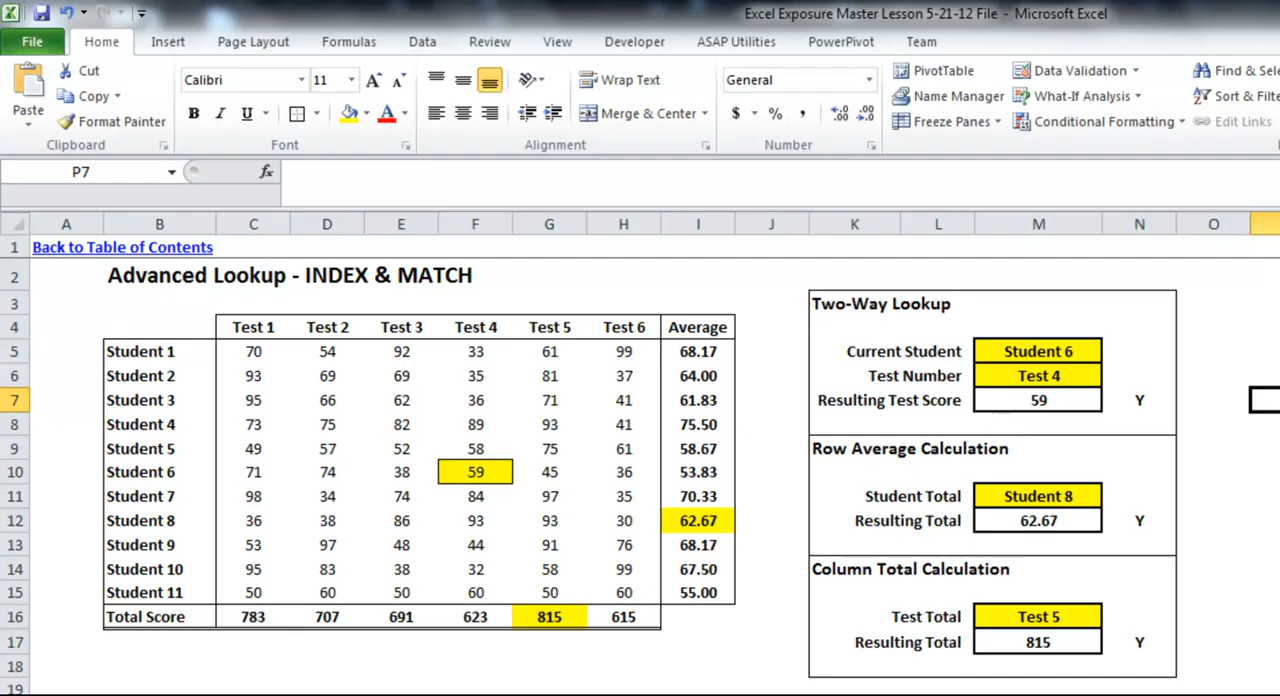 Excel Exposure Master Lesson 5-21-12 File - Microsoft Excel
File Home Insert Page Layout Formulas Data Review View Developer ASAP Utilities PowerPivot Team
Paste Cut Copy Format Painter Clipboard
Calibri 11 B I U A Font
Wrap Text Merge & Center Alignment
General $ % , Number
PivotTable Data Validation Find & Sele
Name Manager What-If Analysis Sort & Filte
Freeze Panes Conditional Formatting Edit Links
P7 fx
A B C D E F G H I J K L M N O
1 Back to Table of Contents
2 Advanced Lookup - INDEX & MATCH
3 Two-Way Lookup
4 Test 1 Test 2 Test 3 Test 4 Test 5 Test 6 Average
5 Student 1 70 54 92 33 61 99 68.17 Current Student Student 6
6 Student 2 93 69 69 35 81 37 64.00 Test Number Test 4
7 Student 3 95 66 62 36 71 41 61.83 Resulting Test Score 59 Y
8 Student 4 73 75 82 89 93 41 75.50
9 Student 5 49 57 52 58 75 61 58.67 Row Average Calculation
10 Student 6 71 74 38 59 45 36 53.83
11 Student 7 98 34 74 84 97 35 70.33 Student Total Student 8
12 Student 8 36 38 86 93 93 30 62.67 Resulting Total 62.67 Y
13 Student 9 53 97 48 44 91 76 68.17
14 Student 10 95 83 38 32 58 99 67.50 Column Total Calculation
15 Student 11 50 60 50 60 50 60 55.00
16 Total Score 783 707 691 623 815 615 Test Total Test 5
17 Resulting Total 815 Y
18
19